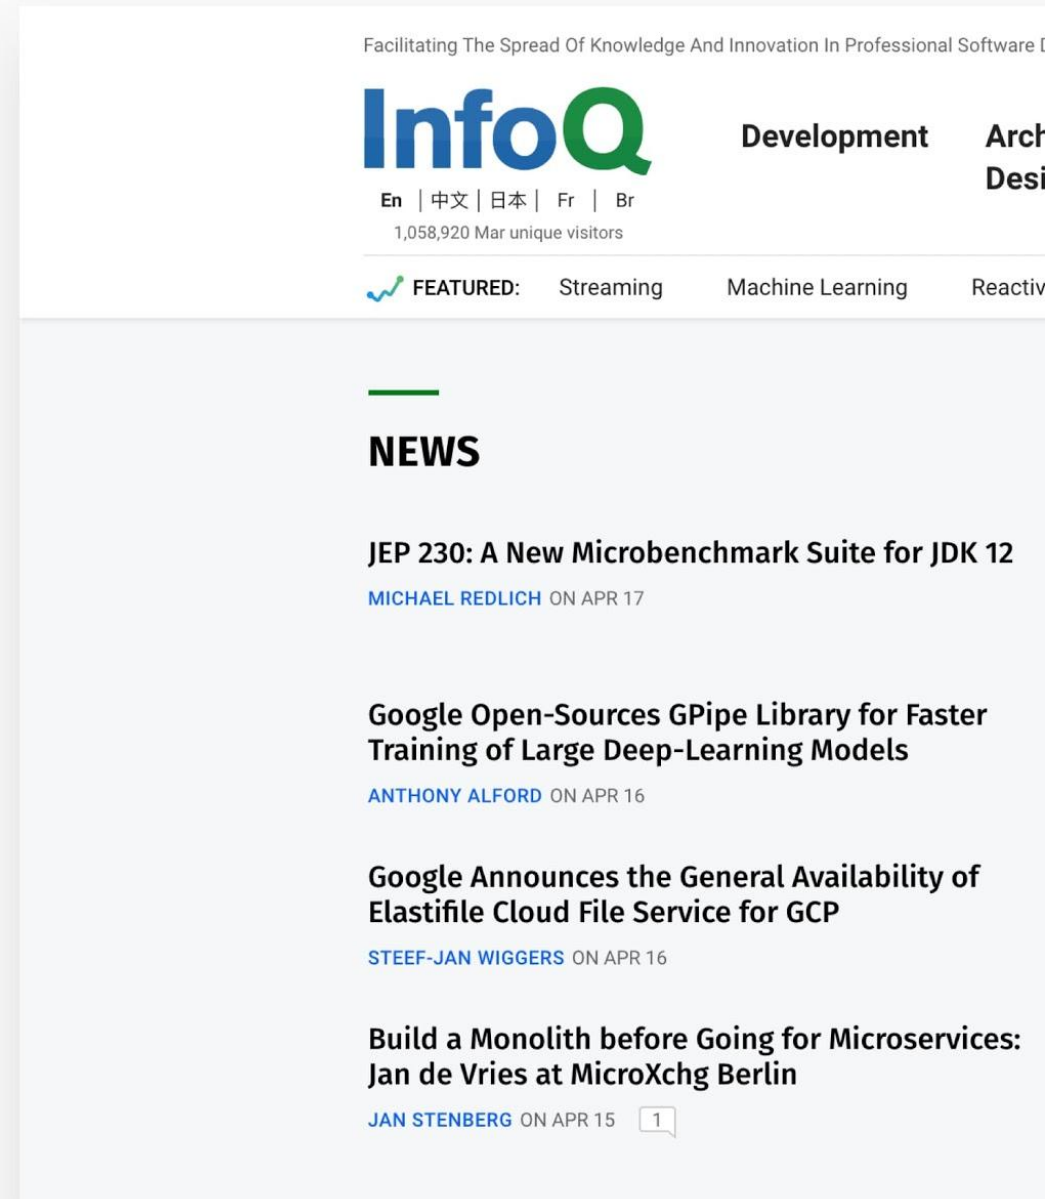 Facilitating The Spread Of Knowledge And Innovation In Professional Software
InfoQ
En | 中文 | 日本 | Fr | Br
1,058,920 Mar unique visitors
Development
Arch
Desi
FEATURED: Streaming Machine Learning Reactiv
NEWS
JEP 230: A New Microbenchmark Suite for JDK 12
MICHAEL REDLICH ON APR 17
Google Open-Sources GPipe Library for Faster
Training of Large Deep-Learning Models
ANTHONY ALFORD ON APR 16
Google Announces the General Availability of
Elastifile Cloud File Service for GCP
STEEF-JAN WIGGERS ON APR 16
Build a Monolith before Going for Microservices:
Jan de Vries at MicroXchg Berlin
JAN STENBERG ON APR 15 1